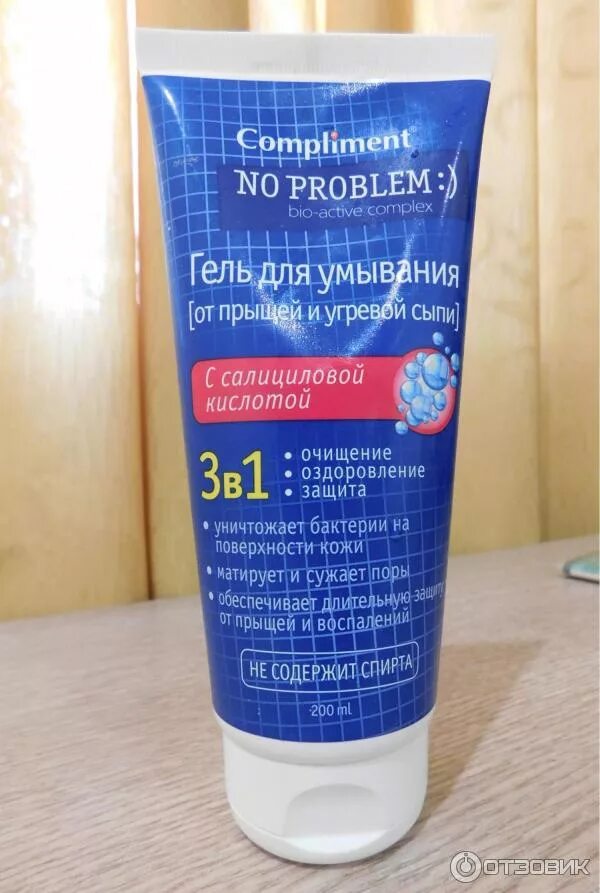 Compliment®
NO PROBLEM :)
bio-active complex
Гель для умывания
[от прыщей и угревой сыпи]
С салициловой
кислотой
3в1
• очищение
• оздоровление
• защита
• уничтожает бактерии на
поверхности кожи
• матирует и сужает поры
• обеспечивает длительную защиту
от прыщей и воспалений
НЕ СОДЕРЖИТ СПИРТА
200 ml
ОТЗОВИК